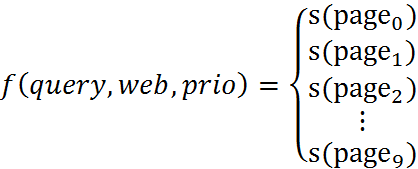 s(page₀)
s(page₁)
f(query, web, prio) = { s(page₂)
⋮
s(page₉)